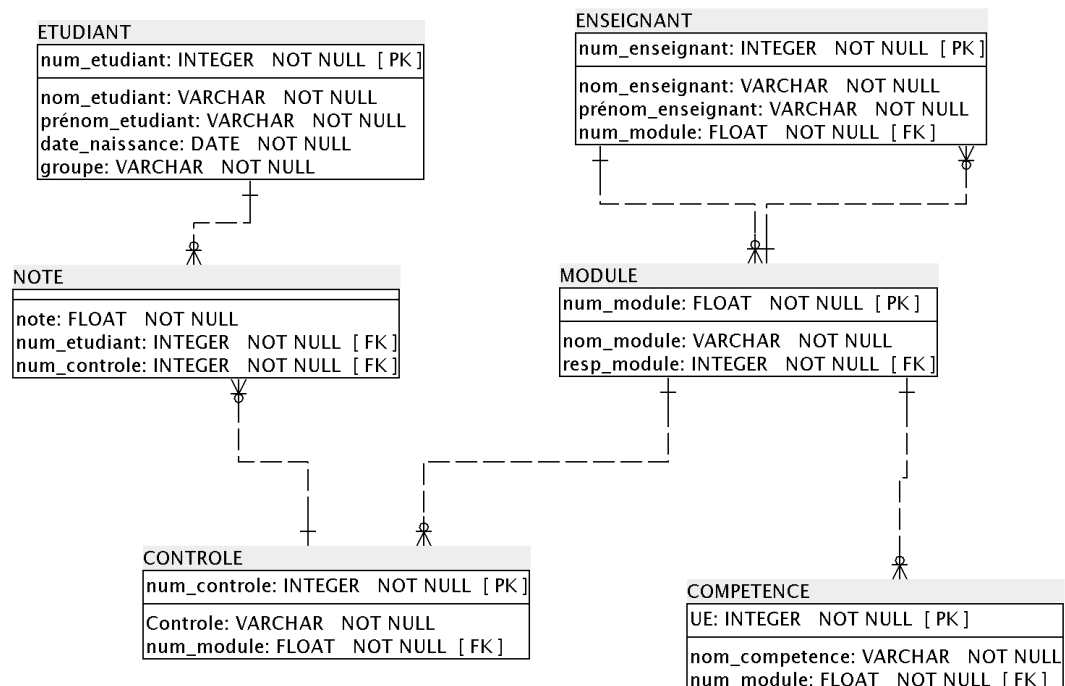 ETUDIANT
num_etudiant: INTEGER NOT NULL [ PK ]
nom_etudiant: VARCHAR NOT NULL
prénom_etudiant: VARCHAR NOT NULL
date_naissance: DATE NOT NULL
groupe: VARCHAR NOT NULL
ENSEIGNANT
num_enseignant: INTEGER NOT NULL [ PK ]
nom_enseignant: VARCHAR NOT NULL
prénom_enseignant: VARCHAR NOT NULL
num_module: FLOAT NOT NULL [ FK ]
NOTE
note: FLOAT NOT NULL
num_etudiant: INTEGER NOT NULL [ FK ]
num_controle: INTEGER NOT NULL [ FK ]
MODULE
num_module: FLOAT NOT NULL [ PK ]
nom_module: VARCHAR NOT NULL
resp_module: INTEGER NOT NULL [ FK ]
CONTROLE
num_controle: INTEGER NOT NULL [ PK ]
Controle: VARCHAR NOT NULL
num_module: FLOAT NOT NULL [ FK ]
COMPETENCE
UE: INTEGER NOT NULL [ PK ]
nom_competence: VARCHAR NOT NULL
num_module: FLOAT NOT NULL [ FK ]